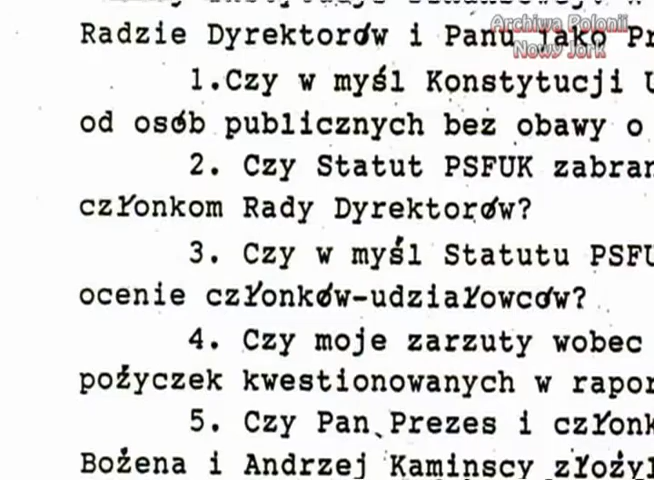 Archiwa Polonii
Nowy Jork
Radzie Dyrektorów i Panu jako Pr
1.Czy w myśl Konstytucji U
od osób publicznych bez obawy o
2. Czy Statut PSFUK zabran
członkom Rady Dyrektorów?
3. Czy w myśl Statutu PSFU
ocenie członków-udziałowców?
4. Czy moje zarzuty wobec
pożyczek kwestionowanych w rapor
5. Czy Pan Prezes i człon
Bożena i Andrzej Kaminscy złożyl